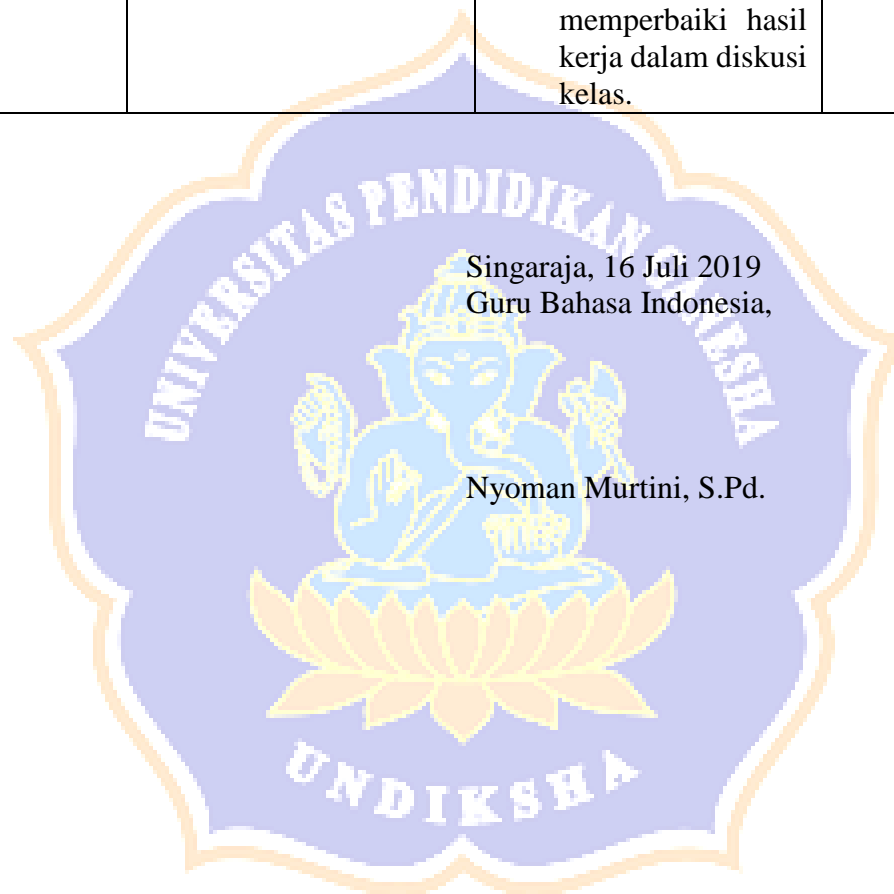 memperbaiki hasil
kerja dalam diskusi
kelas.
UNIVERSITAS PENDIDIKAN GANESHA
Singaraja, 16 Juli 2019
Guru Bahasa Indonesia,
Nyoman Murtini, S.Pd.
UNDIKSHA